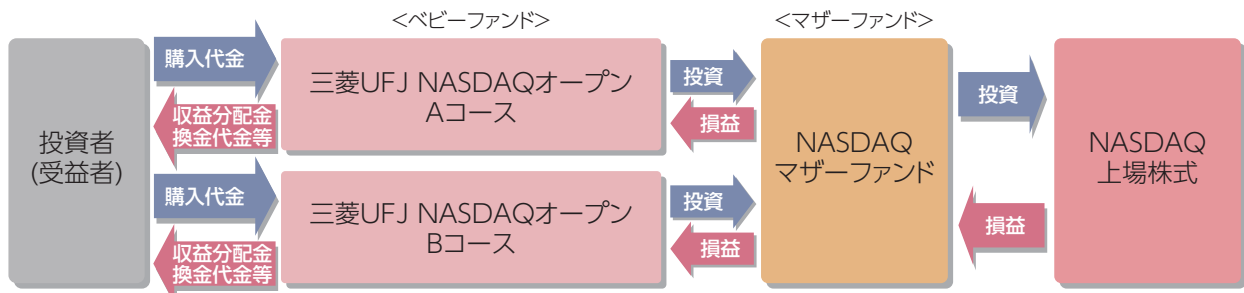 <ベビーファンド>
<マザーファンド>
投資者
(受益者)
購入代金
収益分配金
換金代金等
購入代金
収益分配金
換金代金等
三菱UFJ NASDAQオープン
Aコース
三菱UFJ NASDAQオープン
Bコース
投資
損益
投資
損益
NASDAQ
マザーファンド
投資
損益
NASDAQ
上場株式